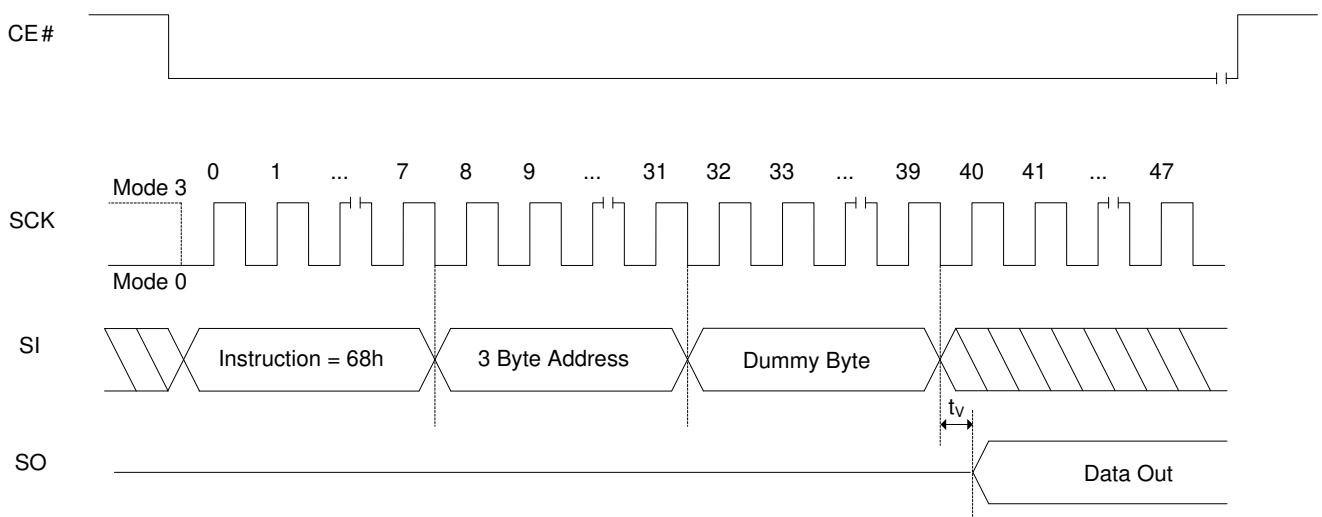 CE#
0 1 ... 7 8 9 ... 31 32 33 ... 39 40 41 ... 47
Mode 3
SCK
Mode 0
SI
Instruction = 68h
3 Byte Address
Dummy Byte
tV
SO
Data Out